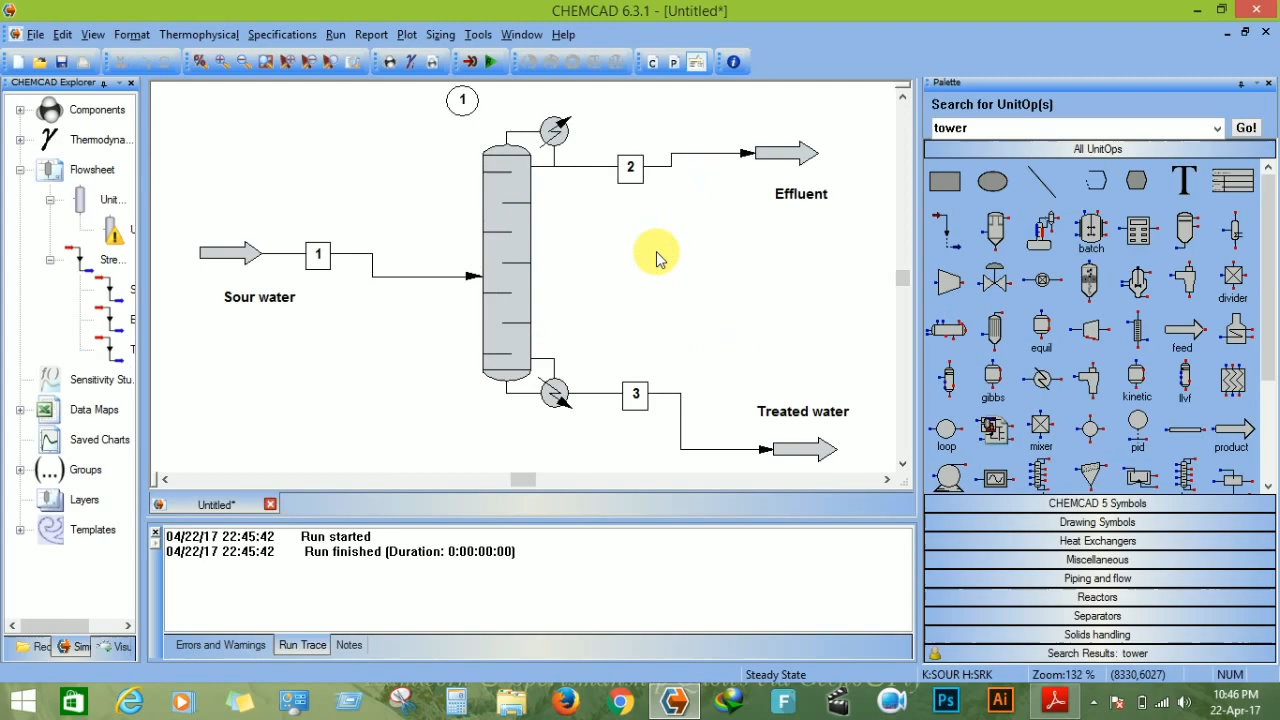 CHEMCAD 6.3.1 - [Untitled*]
File Edit View Format Thermophysical Specifications Run Report Plot Sizing Tools Window Help
CHEMCAD Explorer
Components
Thermodyna...
Flowsheet
Unit...
Stre...
Sensitivity Stu...
Data Maps
Saved Charts
Groups
Layers
Templates
Sim
Visu
1
2
Effluent
1
Sour water
3
Treated water
Untitled*
04/22/17 22:45:42 Run started
04/22/17 22:45:42 Run finished (Duration: 0:00:00:00)
Errors and Warnings Run Trace Notes
Palette
Search for UnitOp(s)
tower Go!
All UnitOps
batch
divider
equil feed
gibbs kinetic llvf
loop mixer pid product
CHEMCAD 5 Symbols
Drawing Symbols
Heat Exchangers
Miscellaneous
Piping and flow
Reactors
Separators
Solids handling
Search Results: tower
Steady State K:SOUR H:SRK Zoom:132 % (8330,6027) NUM
10:46 PM
22-Apr-17